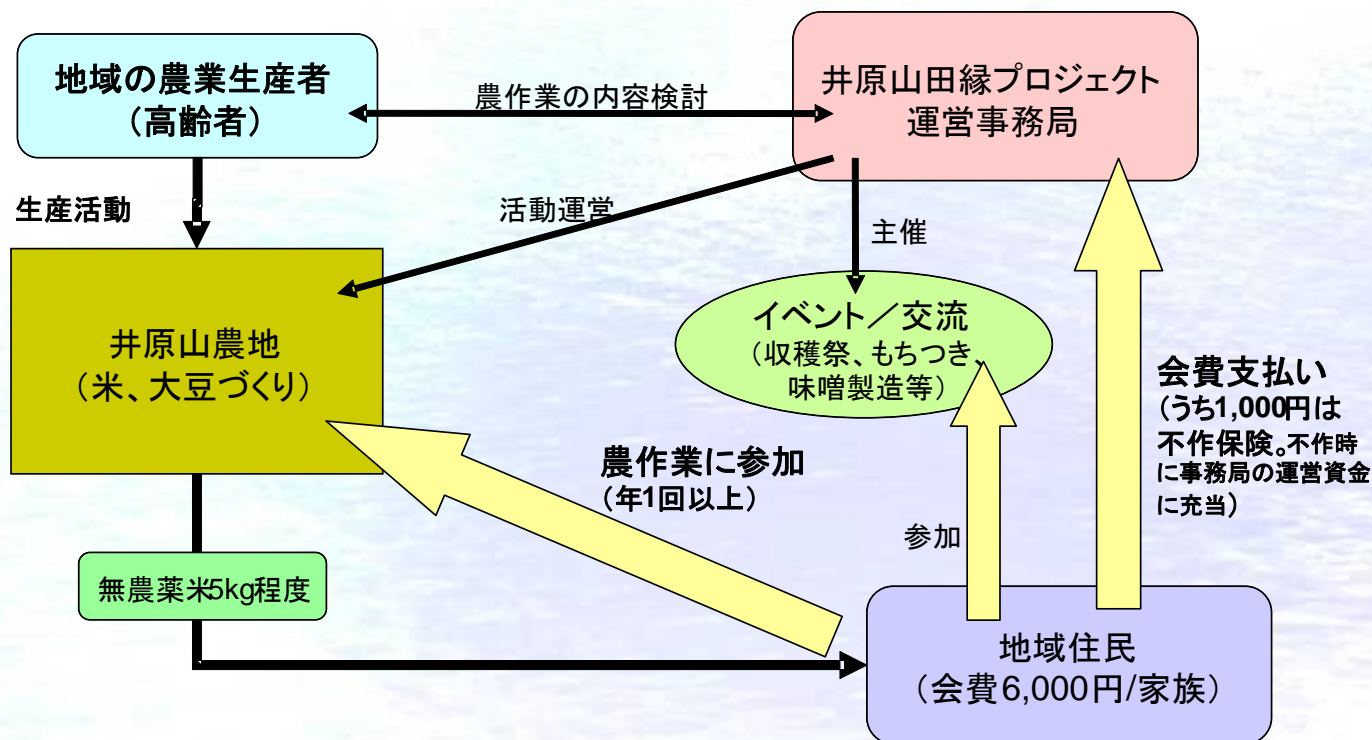 地域の農業生産者
（高齢者）
農作業の内容検討
井原山田縁プロジェクト
運営事務局
生産活動
活動運営
主催
井原山農地
（米、大豆づくり）
イベント／交流
（収穫祭、もちつき、
味噌製造等）
会費支払い
（うち1,000円は
不作保険。不作時
に事務局の運営資金
に充当）
農作業に参加
（年1回以上）
参加
無農薬米5kg程度
地域住民
（会費6,000円/家族）